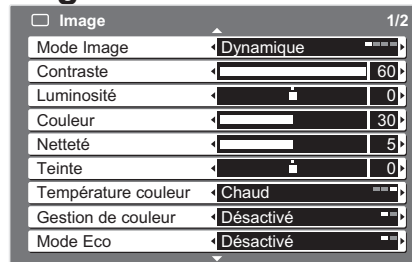 Image 1/2
Mode Image Dynamique
Contraste 60
Luminosité 0
Couleur 30
Netteté 5
Teinte 0
Température couleur Chaud
Gestion de couleur Désactivé
Mode Eco Désactivé